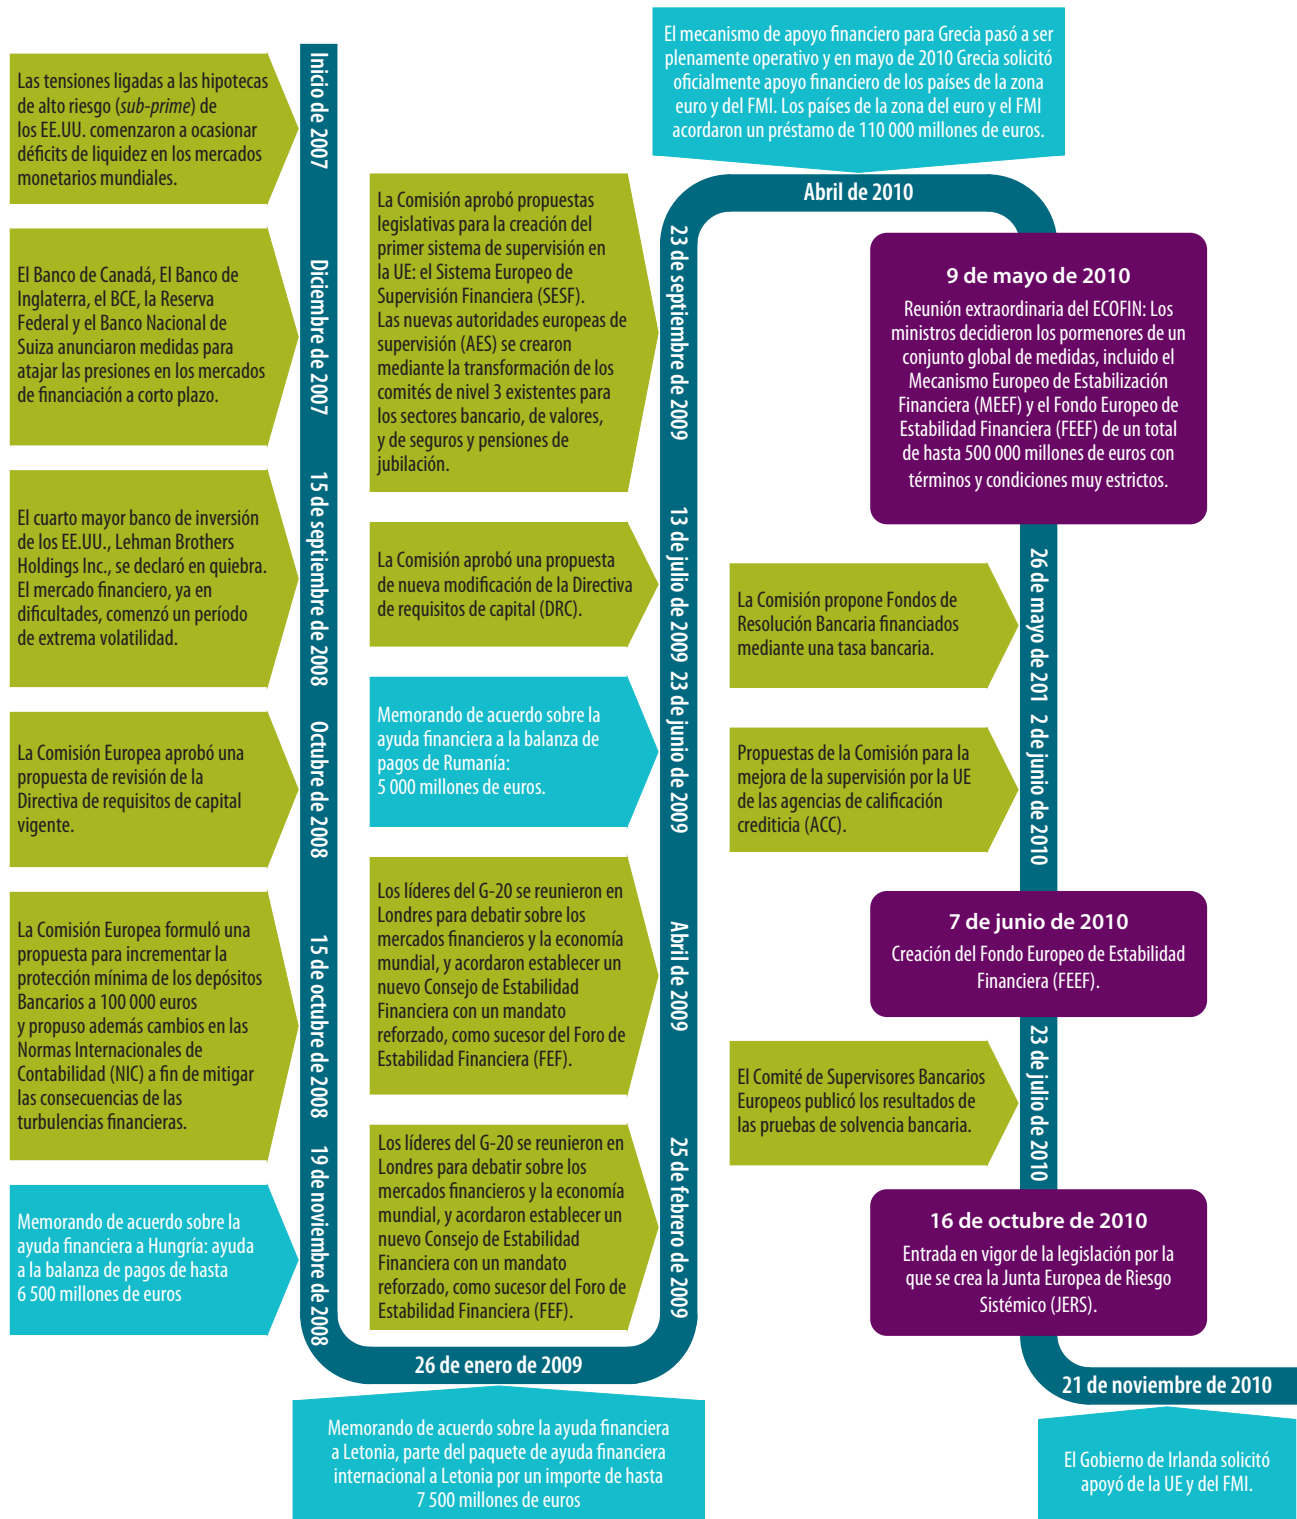 Inicio de 2007
Las tensiones ligadas a las hipotecas
de alto riesgo (sub-prime) de
los EE.UU. comenzaron a ocasionar
déficits de liquidez en los mercados
monetarios mundiales.
Diciembre de 2007
El Banco de Canadá, El Banco de
Inglaterra, el BCE, la Reserva
Federal y el Banco Nacional de
Suiza anunciaron medidas para
atajar las presiones en los mercados
de financiación a corto plazo.
15 de septiembre de 2008
El cuarto mayor banco de inversión
de los EE.UU., Lehman Brothers
Holdings Inc., se declaró en quiebra.
El mercado financiero, ya en
dificultades, comenzó un período
de extrema volatilidad.
Octubre de 2008
La Comisión Europea aprobó una
propuesta de revisión de la
Directiva de requisitos de capital
vigente.
15 de octubre de 2008
La Comisión Europea formuló una
propuesta para incrementar la
protección mínima de los depósitos
Bancarios a 100 000 euros
y propuso además cambios en las
Normas Internacionales de
Contabilidad (NIC) a fin de mitigar
las consecuencias de las
turbulencias financieras.
19 de noviembre de 2008
Memorando de acuerdo sobre la
ayuda financiera a Hungría: ayuda
a la balanza de pagos de hasta
6 500 millones de euros
26 de enero de 2009
Memorando de acuerdo sobre la ayuda financiera
a Letonia, parte del paquete de ayuda financiera
internacional a Letonia por un importe de hasta
7 500 millones de euros
25 de febrero de 2009
Los líderes del G-20 se reunieron en
Londres para debatir sobre los
mercados financieros y la economía
mundial, y acordaron establecer un
nuevo Consejo de Estabilidad
Financiera con un mandato
reforzado, como sucesor del Foro de
Estabilidad Financiera (FEF).
Abril de 2009
Los líderes del G-20 se reunieron en
Londres para debatir sobre los
mercados financieros y la economía
mundial, y acordaron establecer un
nuevo Consejo de Estabilidad
Financiera con un mandato
reforzado, como sucesor del Foro de
Estabilidad Financiera (FEF).
23 de junio de 2009
Memorando de acuerdo sobre la
ayuda financiera a la balanza de
pagos de Rumanía:
5 000 millones de euros.
13 de julio de 2009
La Comisión aprobó una propuesta
de nueva modificación de la Directiva
de requisitos de capital (DRC).
23 de septiembre de 2009
La Comisión aprobó propuestas
legislativas para la creación del
primer sistema de supervisión en
la UE: el Sistema Europeo de
Supervisión Financiera (SESF).
Las nuevas autoridades europeas de
supervisión (AES) se crearon
mediante la transformación de los
comités de nivel 3 existentes para
los sectores bancario, de valores,
y de seguros y pensiones de
jubilación.
El mecanismo de apoyo financiero para Grecia pasó a ser
plenamente operativo y en mayo de 2010 Grecia solicitó
oficialmente apoyo financiero de los países de la zona
euro y del FMI. Los países de la zona del euro y el FMI
acordaron un préstamo de 110 000 millones de euros.
Abril de 2010
9 de mayo de 2010
Reunión extraordinaria del ECOFIN: Los
ministros decidieron los pormenores de un
conjunto global de medidas, incluido el
Mecanismo Europeo de Estabilización
Financiera (MEEF) y el Fondo Europeo de
Estabilidad Financiera (FEEF) de un total
de hasta 500 000 millones de euros con
términos y condiciones muy estrictos.
26 de mayo de 201
La Comisión propone Fondos de
Resolución Bancaria financiados
mediante una tasa bancaria.
2 de junio de 2010
Propuestas de la Comisión para la
mejora de la supervisión por la UE
de las agencias de calificación
crediticia (ACC).
7 de junio de 2010
Creación del Fondo Europeo de Estabilidad
Financiera (FEEF).
23 de julio de 2010
El Comité de Supervisores Bancarios
Europeos publicó los resultados de
las pruebas de solvencia bancaria.
16 de octubre de 2010
Entrada en vigor de la legislación por la
que se crea la Junta Europea de Riesgo
Sistémico (JERS).
21 de noviembre de 2010
El Gobierno de Irlanda solicitó
apoyó de la UE y del FMI.